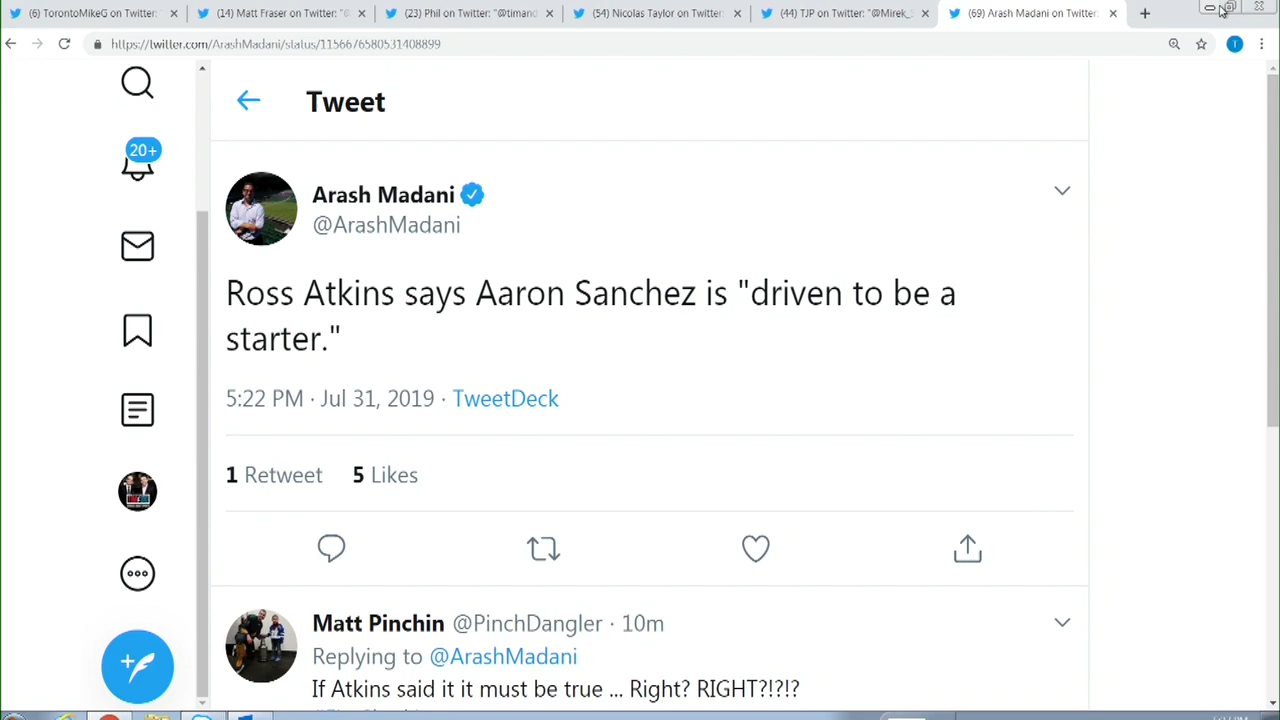 (6) TorontoMikeG on Twitter: "
(14) Matt Fraser on Twitter: "@
(23) Phil on Twitter: "@timand
(54) Nicolas Taylor on Twitter:
(44) TJP on Twitter: "@Mirek_S
(69) Arash Madani on Twitter:
https://twitter.com/ArashMadani/status/1156676580531408899
T
Tweet
20+
Arash Madani
@ArashMadani
Ross Atkins says Aaron Sanchez is "driven to be a
starter."
5:22 PM · Jul 31, 2019 · TweetDeck
1 Retweet 5 Likes
Matt Pinchin @PinchDangler · 10m
Replying to @ArashMadani
If Atkins said it it must be true ... Right? RIGHT?!?!?